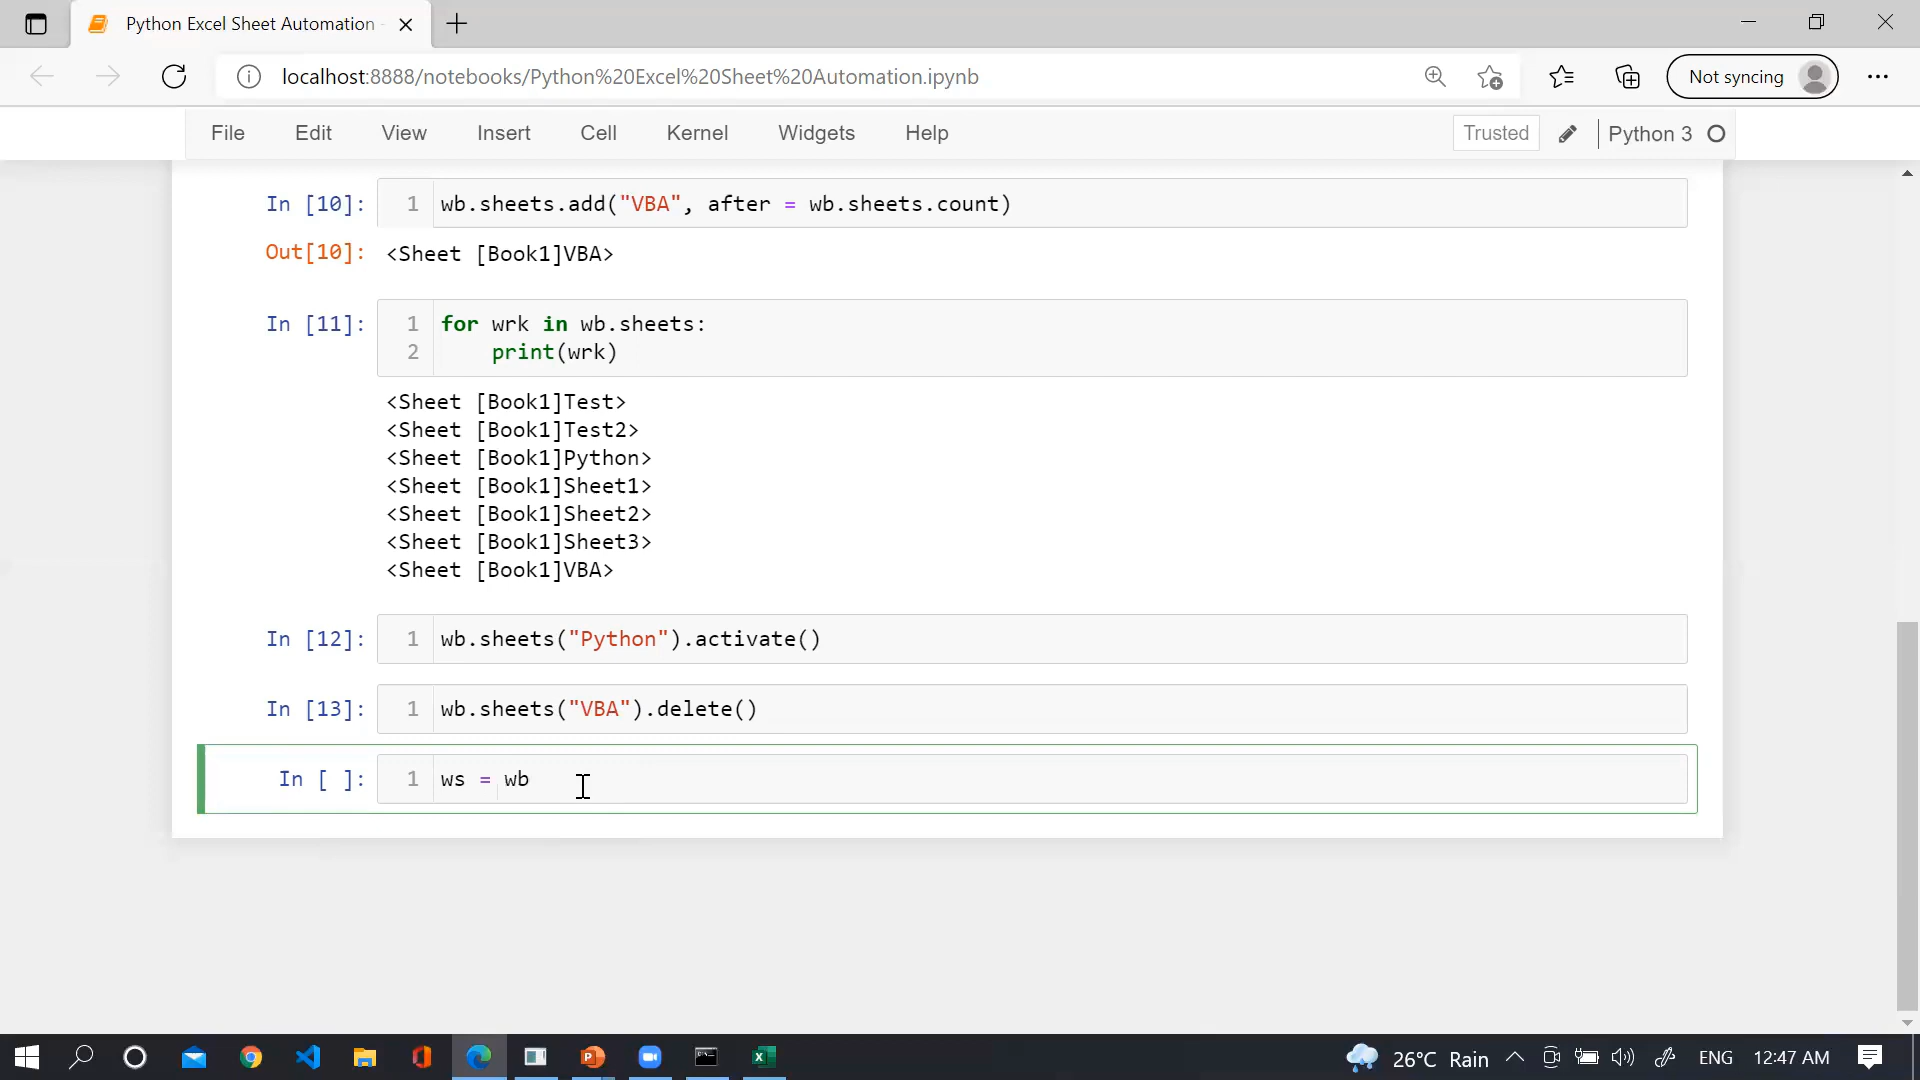 Python Excel Sheet Automation -
localhost:8888/notebooks/Python%20Excel%20Sheet%20Automation.ipynb
Not syncing
File Edit View Insert Cell Kernel Widgets Help Trusted Python 3
In [10]: 1 wb.sheets.add("VBA", after = wb.sheets.count)
Out[10]: <Sheet [Book1]VBA>
In [11]: 1 for wrk in wb.sheets:
2 print(wrk)
<Sheet [Book1]Test>
<Sheet [Book1]Test2>
<Sheet [Book1]Python>
<Sheet [Book1]Sheet1>
<Sheet [Book1]Sheet2>
<Sheet [Book1]Sheet3>
<Sheet [Book1]VBA>
In [12]: 1 wb.sheets("Python").activate()
In [13]: 1 wb.sheets("VBA").delete()
In [ ]: 1 ws = wb
26°C Rain ENG 12:47 AM